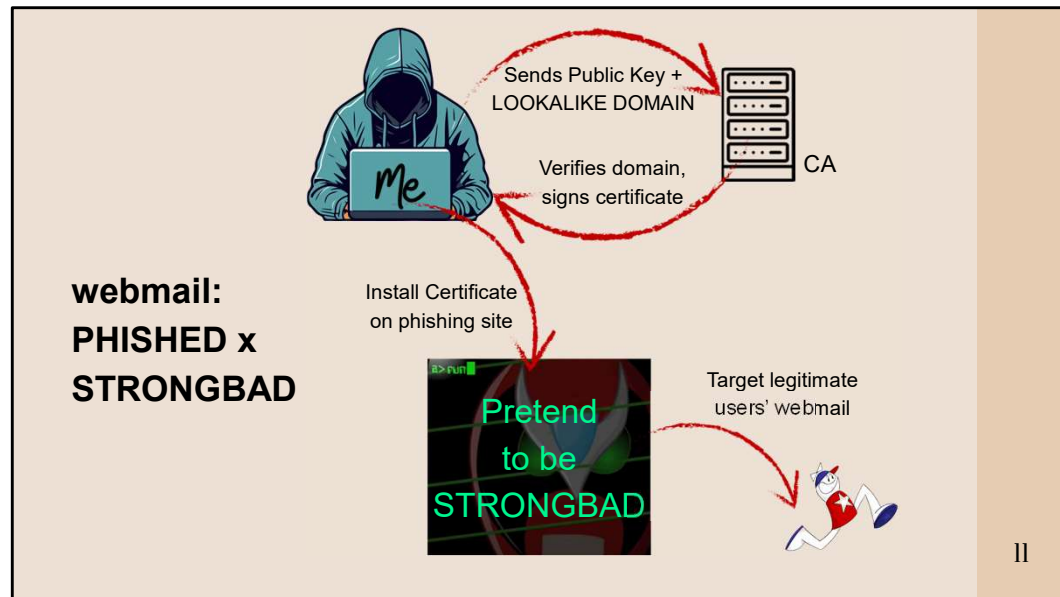 Sends Public Key +
LOOKALIKE DOMAIN
Me
CA
Verifies domain,
signs certificate
webmail:
PHISHED x
STRONGBAD
Install Certificate
on phishing site
a>run
Pretend
to be
STRONGBAD
Target legitimate
users’ webmail
11